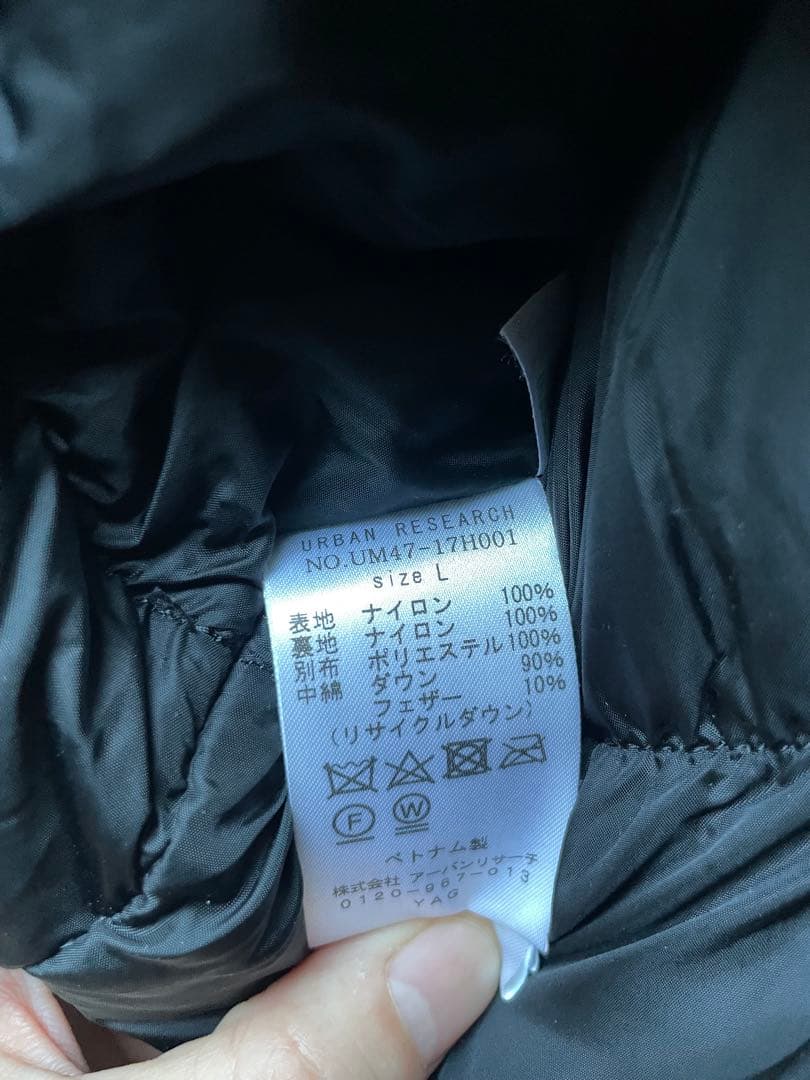 URBAN RESEARCH
NO.UM47-17H001
size L
表地 ナイロン 100%
裏地 ナイロン 100%
別布 ポリエステル 100%
中綿 ダウン 90%
フェザー 10%
(リサイクルダウン)
F W
ベトナム製
株式会社 アーバンリサーチ
0120-967-013
YAG